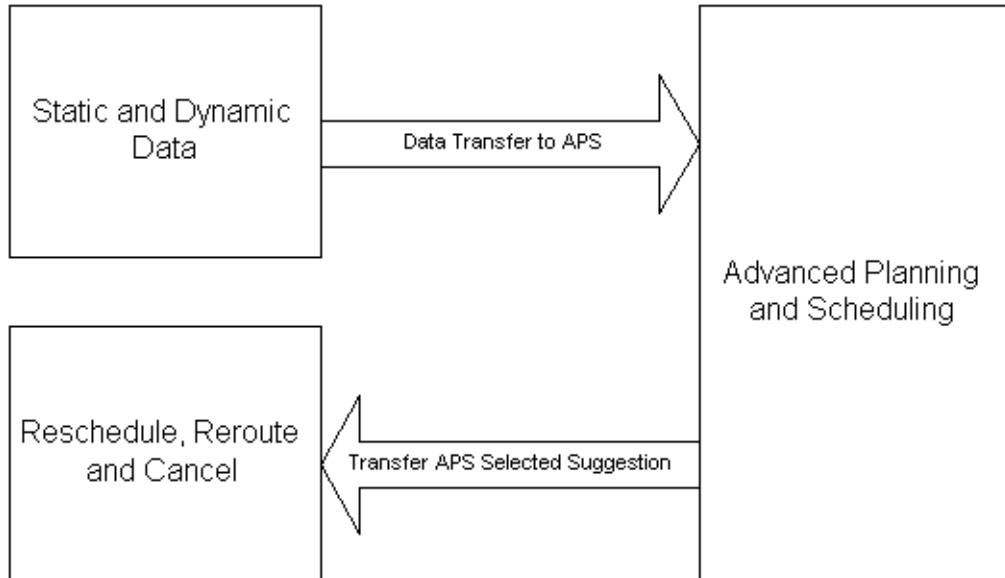 Static and Dynamic
Data
Data Transfer to APS
Advanced Planning
and Scheduling
Reschedule, Reroute
and Cancel
Transfer APS Selected Suggestion